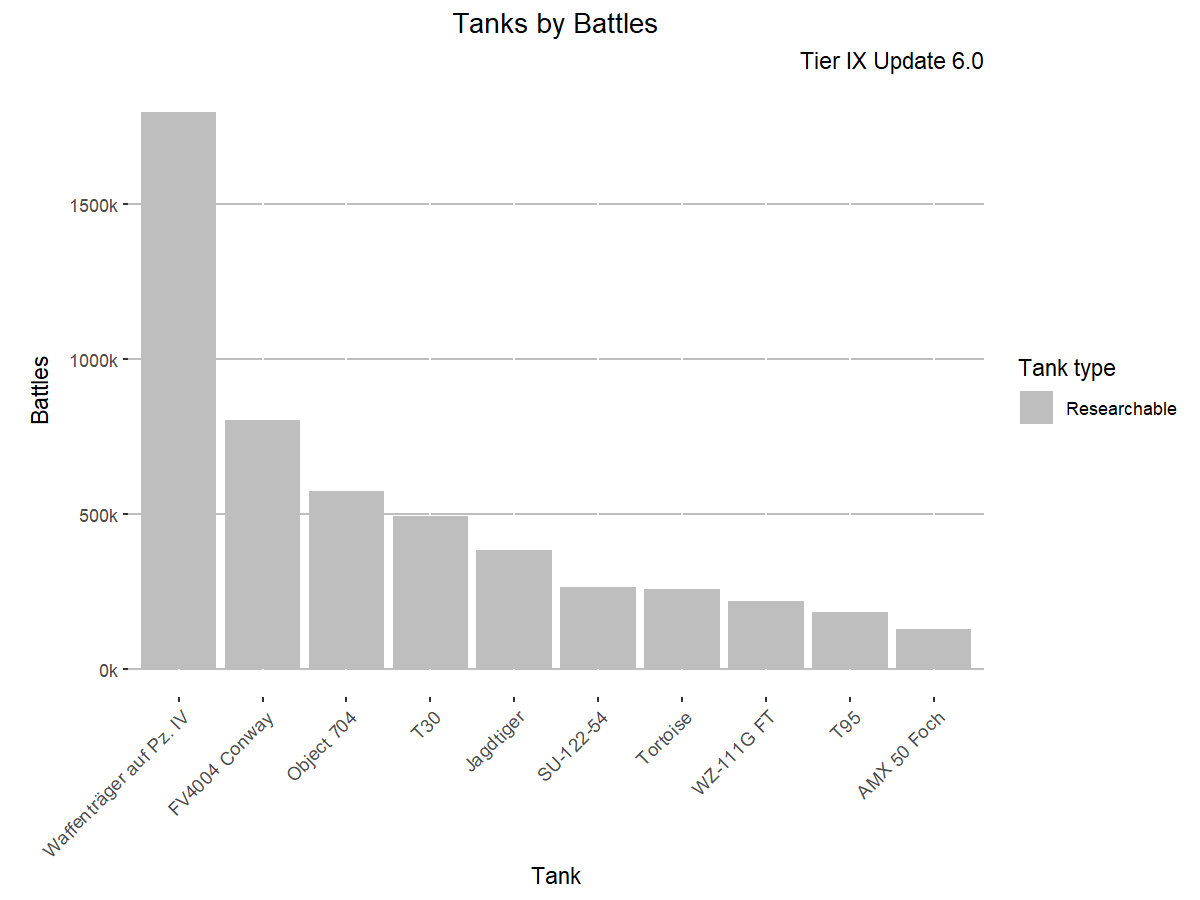 Tanks by Battles
Tier IX Update 6.0
1500k
1000k
500k
0k
Battles
Waffenträger auf Pz. IV
FV4004 Conway
Object 704
T30
Jagdtiger
SU-122-54
Tortoise
WZ-111G FT
T95
AMX 50 Foch
Tank
Tank type
Researchable